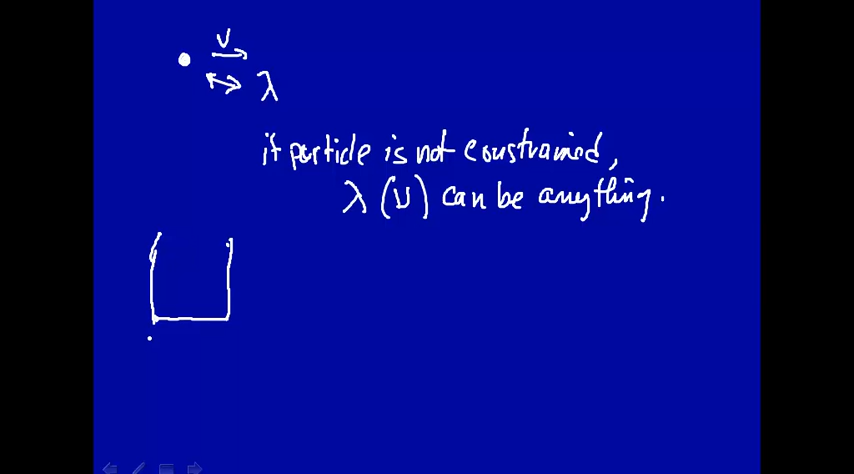 v
λ
if particle is not constrained,
λ (v) can be anything.